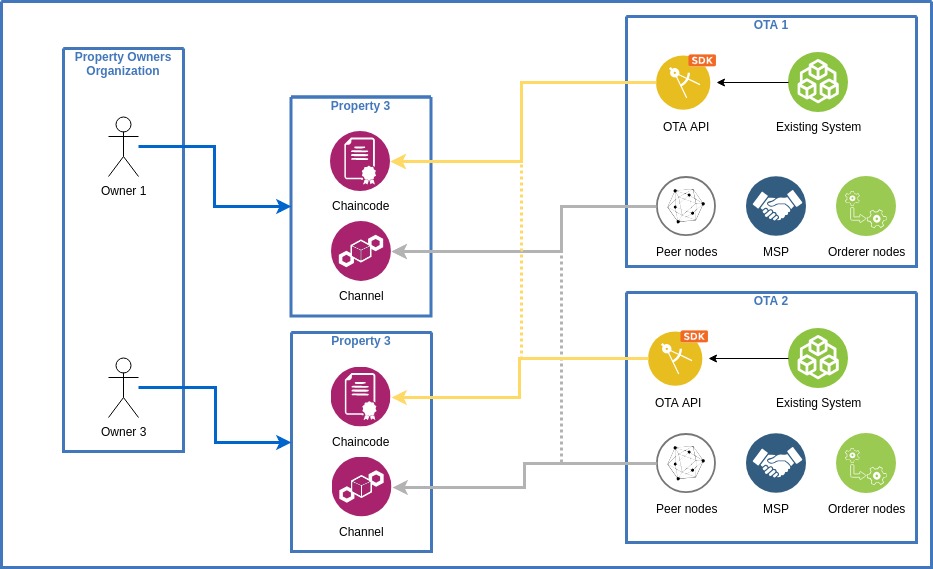 Property Owners
Organization
Owner 1
Owner 3
Property 3
Chaincode
Channel
Property 3
Chaincode
Channel
OTA 1
SDK
OTA API
Existing System
Peer nodes
MSP
Orderer nodes
OTA 2
SDK
OTA API
Existing System
Peer nodes
MSP
Orderer nodes